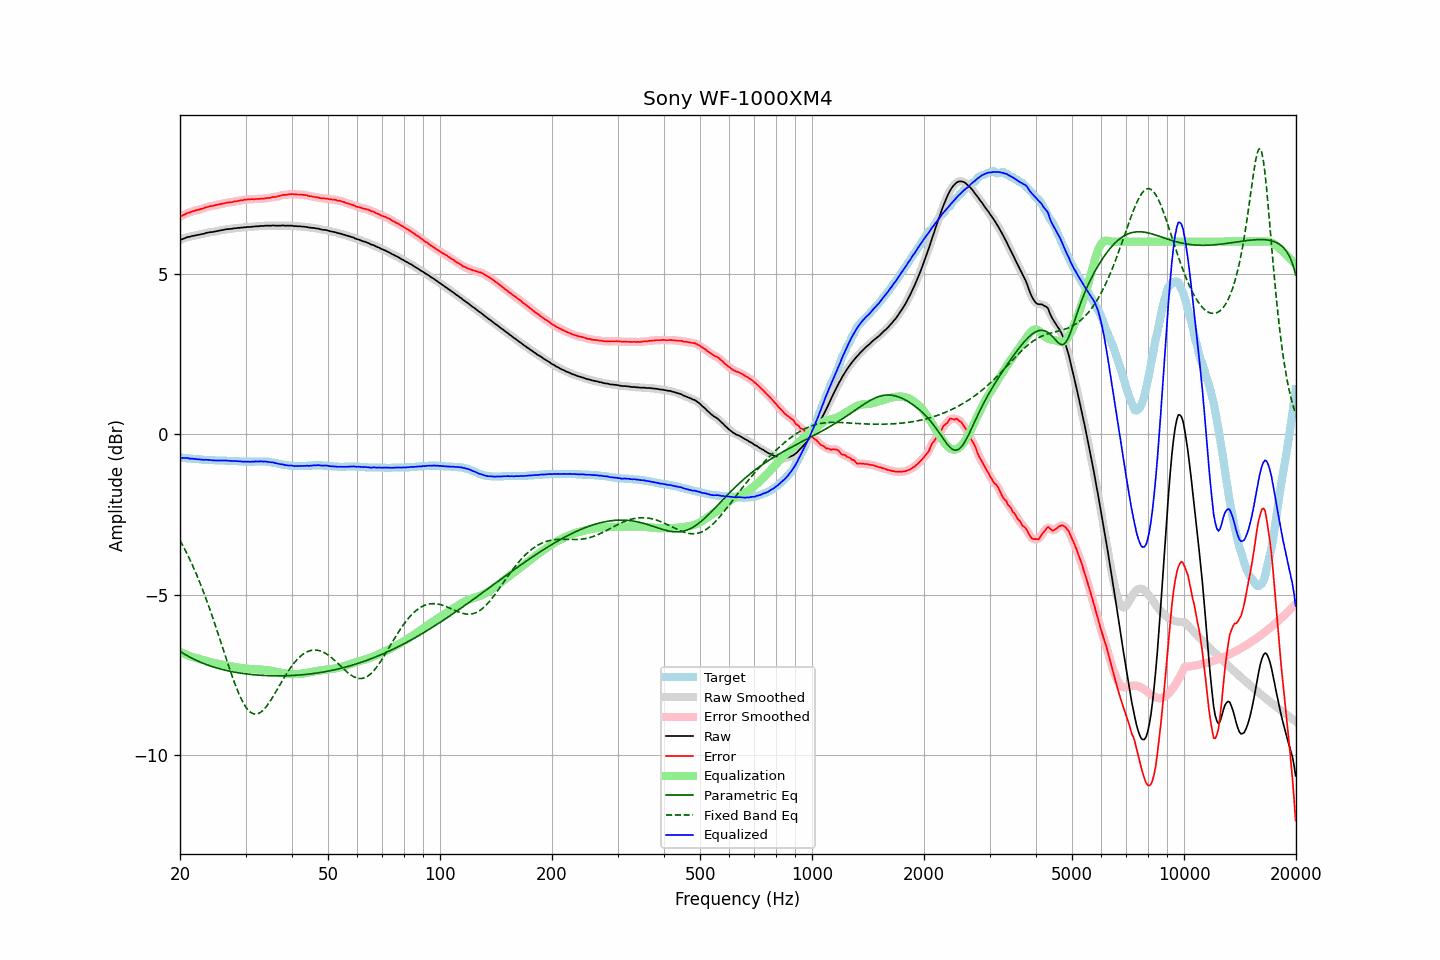 Sony WF-1000XM4
Amplitude (dBr)
5
0
−5
−10
Target
Raw Smoothed
Error Smoothed
Raw
Error
Equalization
Parametric Eq
Fixed Band Eq
Equalized
20 50 100 200 500 1000 2000 5000 10000 20000
Frequency (Hz)